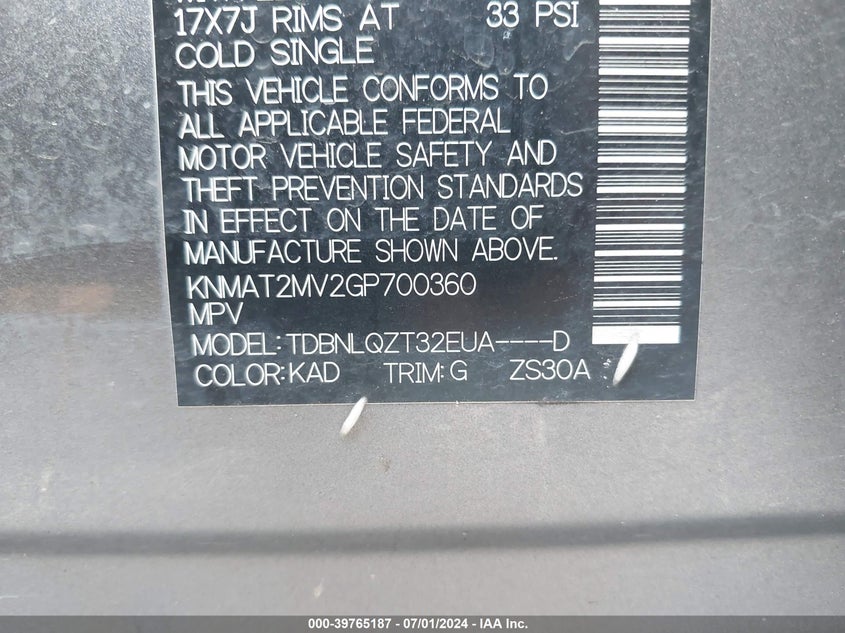 17X7J RIMS AT 33 PSI
COLD SINGLE
THIS VEHICLE CONFORMS TO
ALL APPLICABLE FEDERAL
MOTOR VEHICLE SAFETY AND
THEFT PREVENTION STANDARDS
IN EFFECT ON THE DATE OF
MANUFACTURE SHOWN ABOVE.
KNMAT2MV2GP700360
MPV
MODEL:TDBNLQZT32EUA----D
COLOR:KAD TRIM:G ZS30A
000-39765187 - 07/01/2024 - IAA Inc.